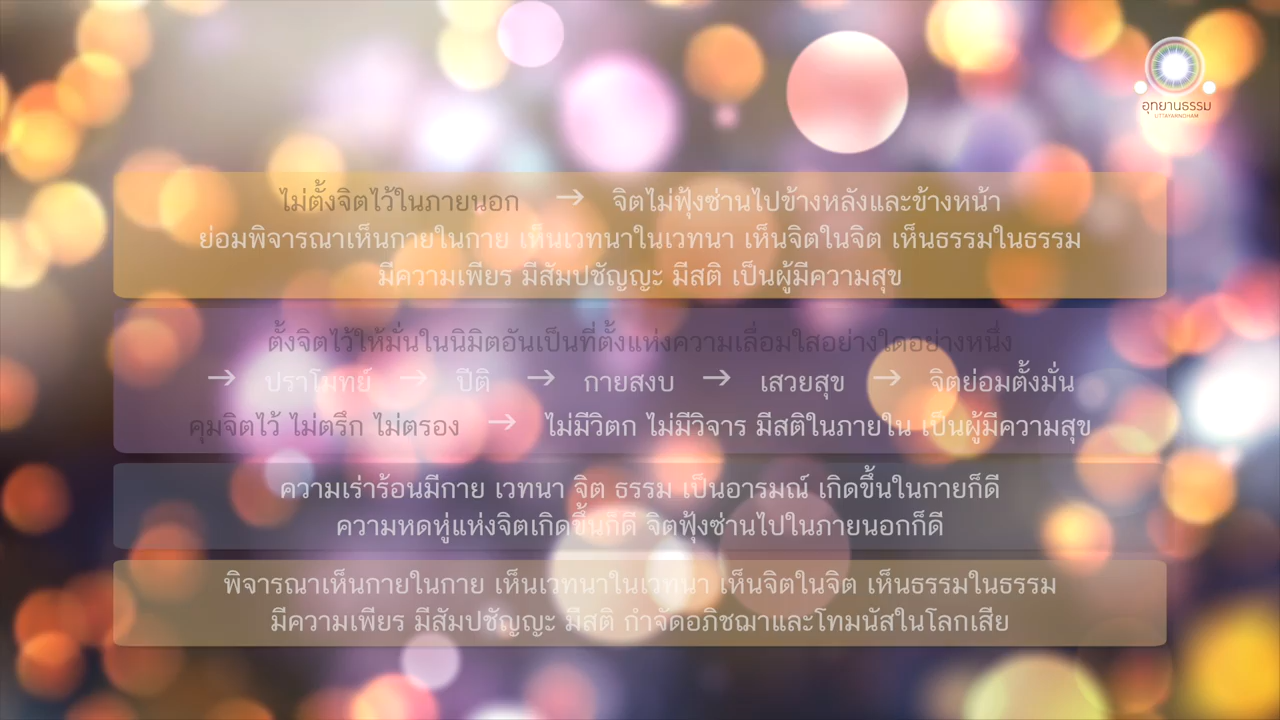 อุทยานธรรม
UTTAYARNDHAM
ไม่ตั้งจิตไว้ในภายนอก → จิตไม่ฟุ้งซ่านไปข้างหลังและข้างหน้า
ย่อมพิจารณาเห็นกายในกาย เห็นเวทนาในเวทนา เห็นจิตในจิต เห็นธรรมในธรรม
มีความเพียร มีสัมปชัญญะ มีสติ เป็นผู้มีความสุข
ตั้งจิตไว้ให้มั่นในนิมิตอันเป็นที่ตั้งแห่งความเลื่อมใสอย่างใดอย่างหนึ่ง
→ ปราโมทย์ → ปีติ → กายสงบ → เสวยสุข → จิตย่อมตั้งมั่น
คุมจิตไว้ ไม่ตรึก ไม่ตรอง → ไม่มีวิตก ไม่มีวิจาร มีสติในภายใน เป็นผู้มีความสุข
ความเร่าร้อนมีกาย เวทนา จิต ธรรม เป็นอารมณ์ เกิดขึ้นในกายก็ดี
ความหดหู่แห่งจิตเกิดขึ้นก็ดี จิตฟุ้งซ่านไปในภายนอกก็ดี
พิจารณาเห็นกายในกาย เห็นเวทนาในเวทนา เห็นจิตในจิต เห็นธรรมในธรรม
มีความเพียร มีสัมปชัญญะ มีสติ กำจัดอภิชฌาและโทมนัสในโลกเสีย